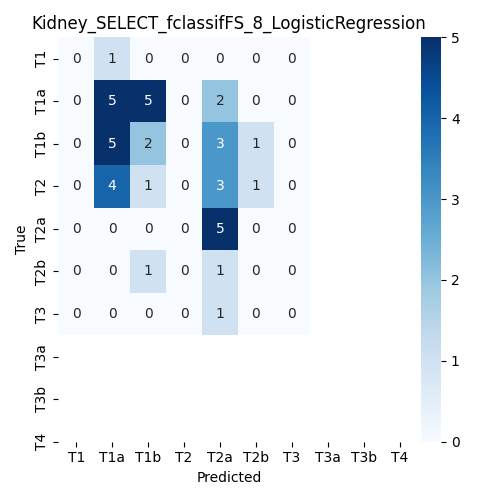 Kidney_SELECT_fclassifFS_8_LogisticRegression
T1 0 1 0 0 0 0 0
T1a 0 5 5 0 2 0 0
T1b 0 5 2 0 3 1 0
T2 0 4 1 0 3 1 0
T2a 0 0 0 0 5 0 0
T2b 0 0 1 0 1 0 0
T3 0 0 0 0 1 0 0
T3a
T3b
T4
True
T1 T1a T1b T2 T2a T2b T3 T3a T3b T4
Predicted
5
4
3
2
1
0